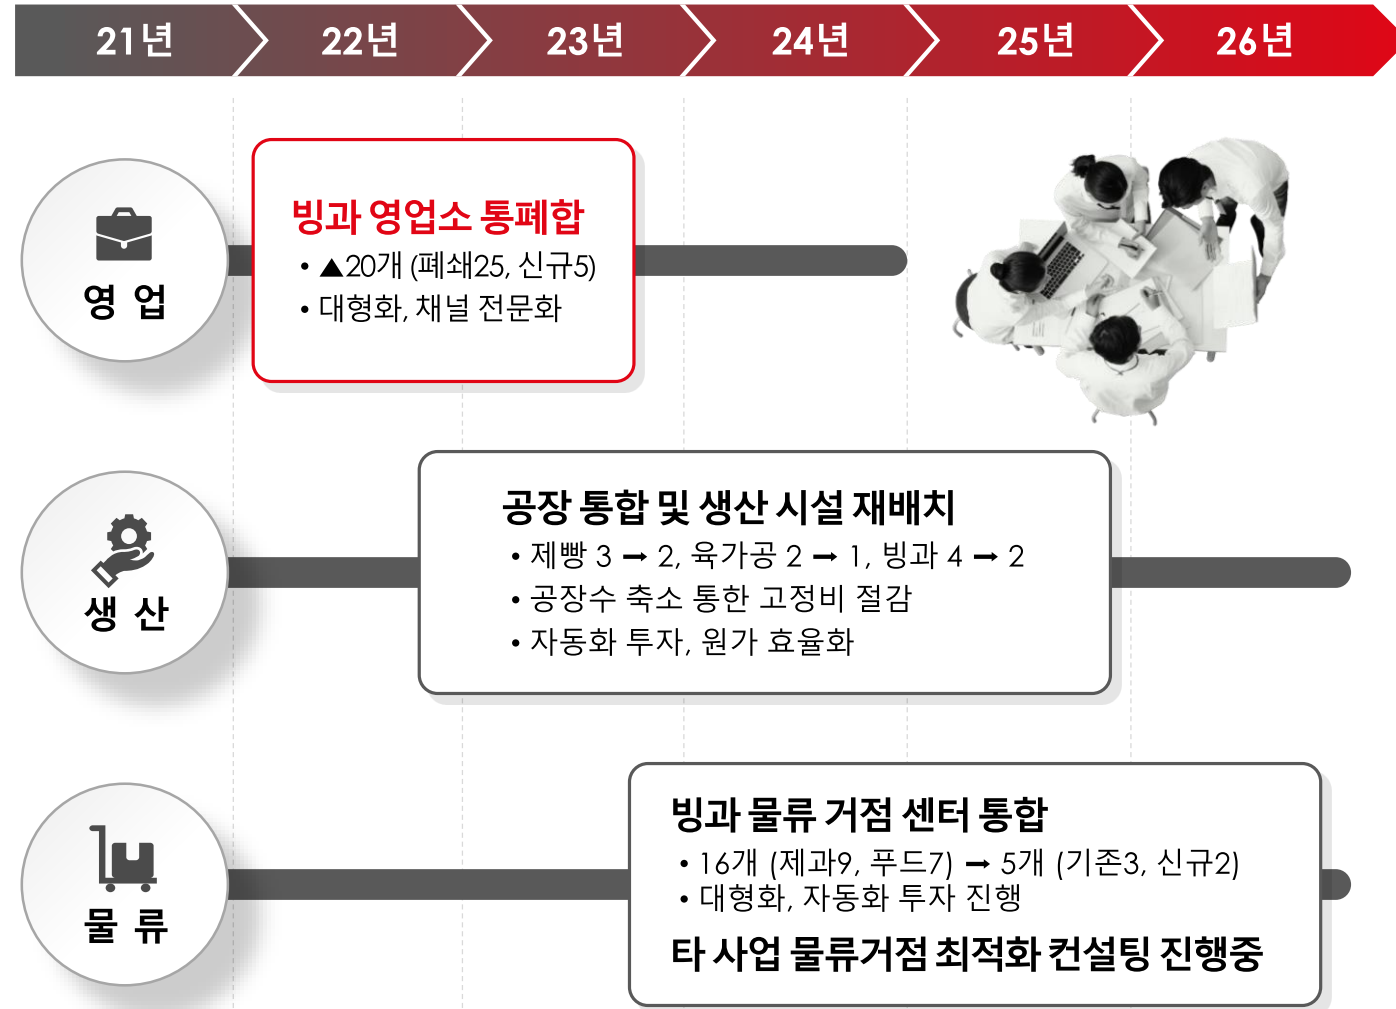 21년 22년 23년 24년 25년 26년
영 업
빙과 영업소 통폐합
• ▲20개 (폐쇄25, 신규5)
• 대형화, 채널 전문화
생 산
공장 통합 및 생산 시설 재배치
• 제빵 3 ➞ 2, 육가공 2 ➞ 1, 빙과 4 ➞ 2
• 공장수 축소 통한 고정비 절감
• 자동화 투자, 원가 효율화
물 류
빙과 물류 거점 센터 통합
• 16개 (제과9, 푸드7) ➞ 5개 (기존3, 신규2)
• 대형화, 자동화 투자 진행
타 사업 물류거점 최적화 컨설팅 진행중